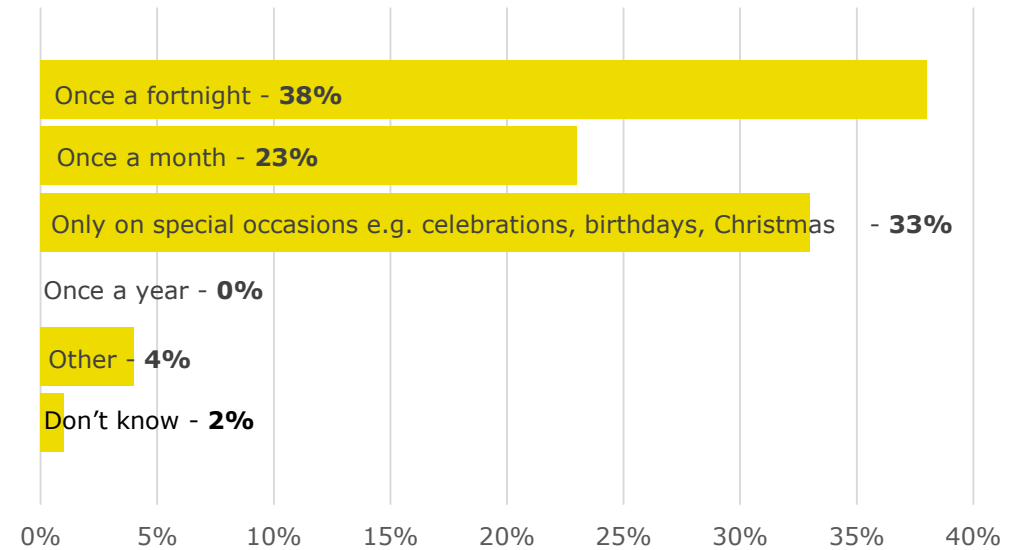 Once a fortnight - 38%
Once a month - 23%
Only on special occasions e.g. celebrations, birthdays, Christmas - 33%
Once a year - 0%
Other - 4%
Don’t know - 2%
0% 5% 10% 15% 20% 25% 30% 35% 40%